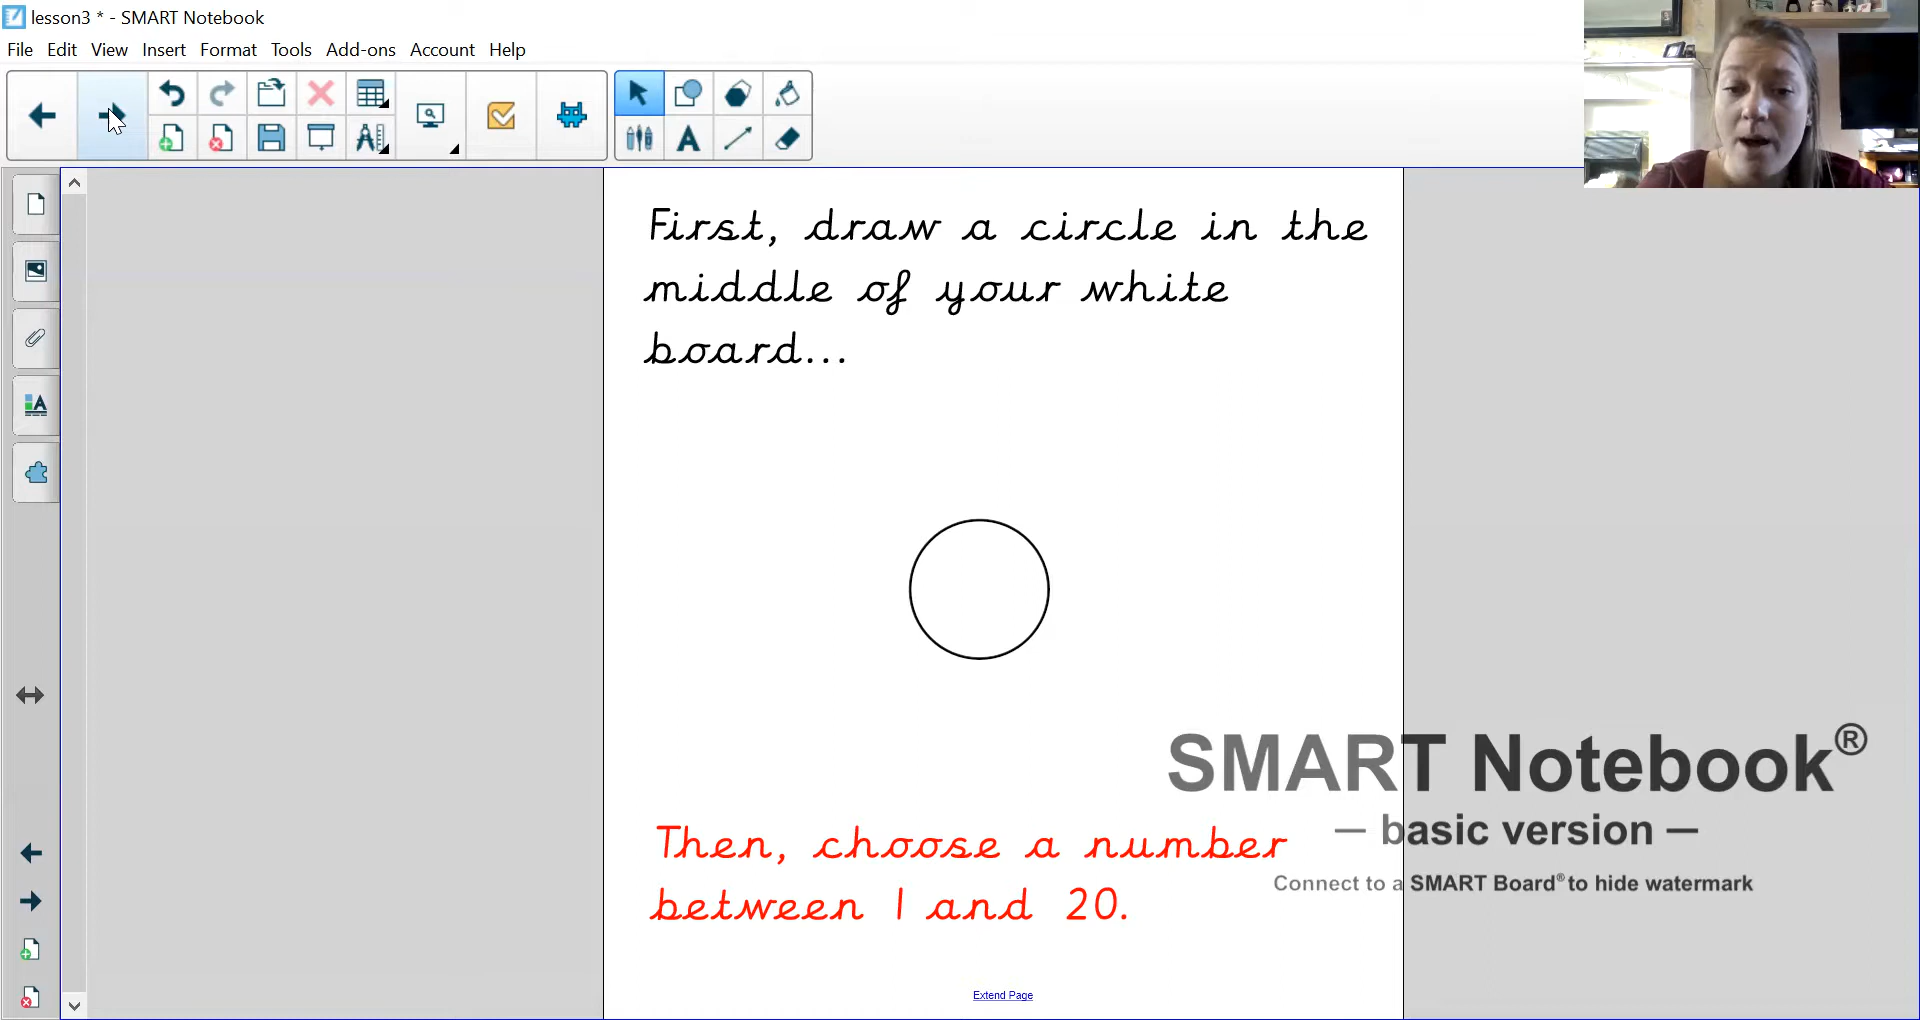 lesson3 * - SMART Notebook
File Edit View Insert Format Tools Add-ons Account Help
First, draw a circle in the
middle of your white
board...
Then, choose a number
between 1 and 20.
Extend Page
SMART Notebook®
— basic version —
Connect to a SMART Board® to hide watermark